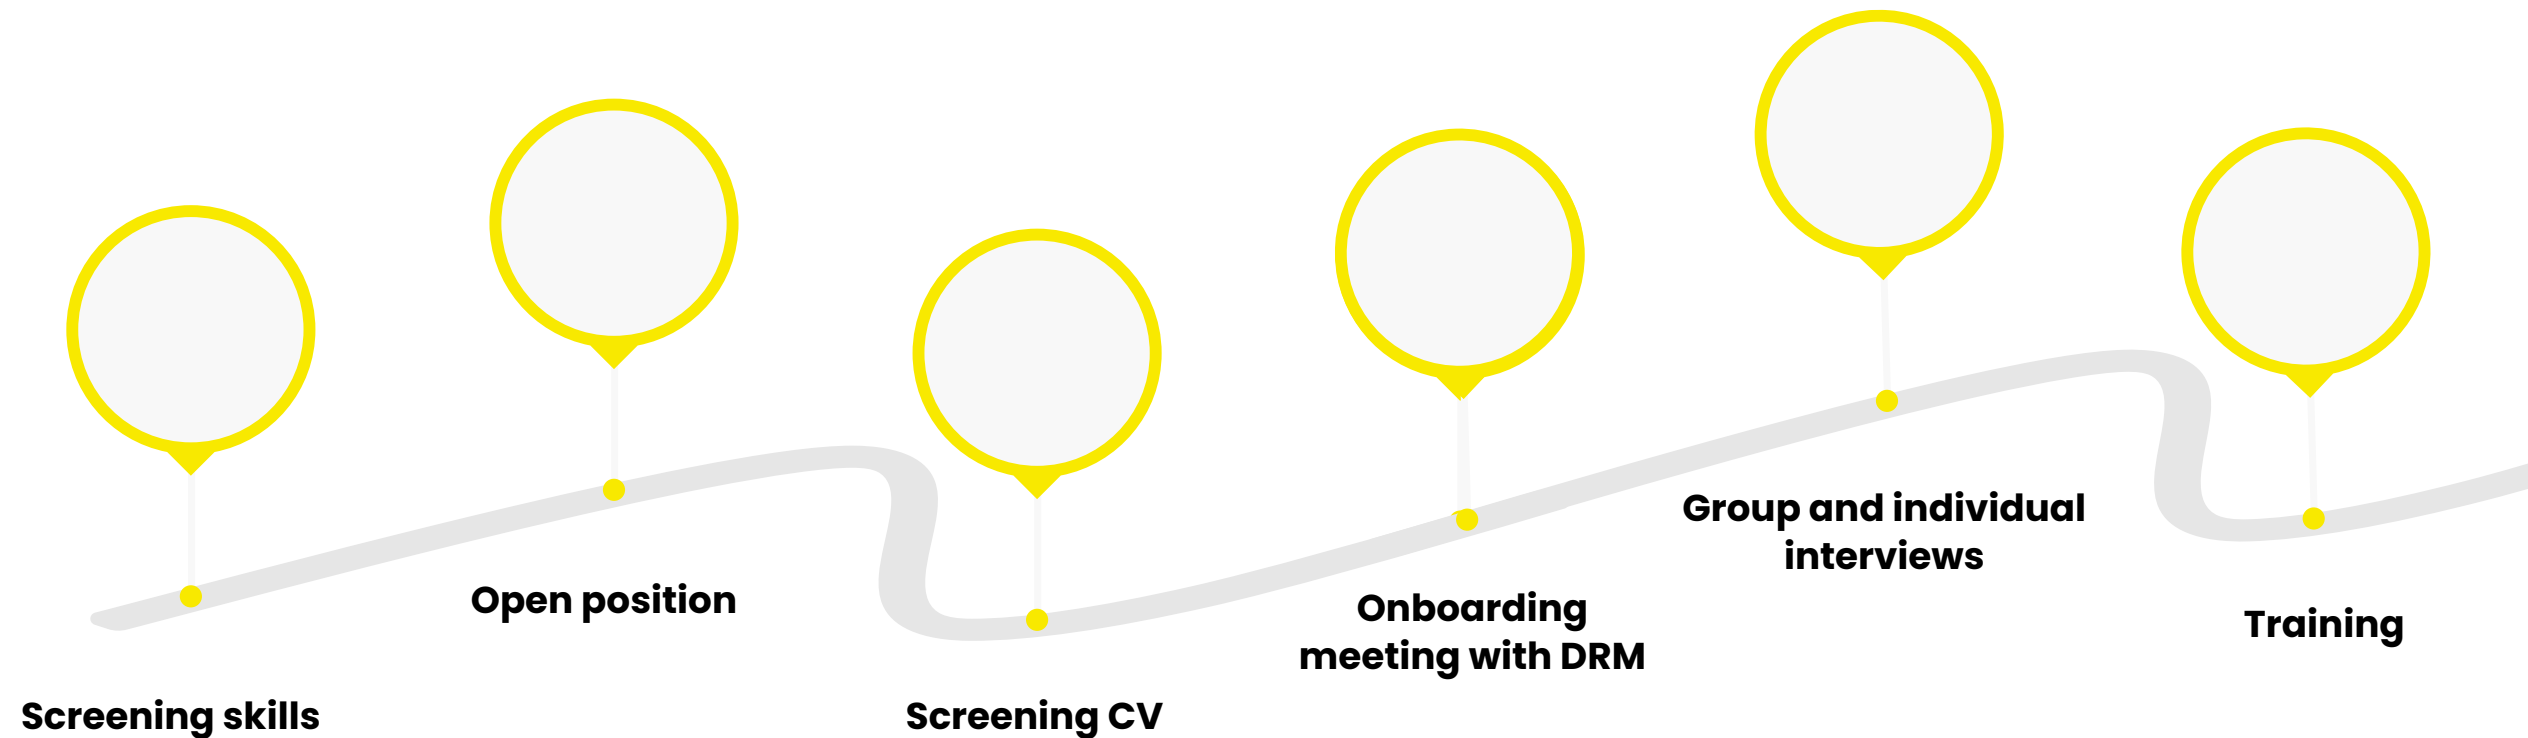 Screening skills
Open position
Screening CV
Onboarding
meeting with DRM
Group and individual
interviews
Training